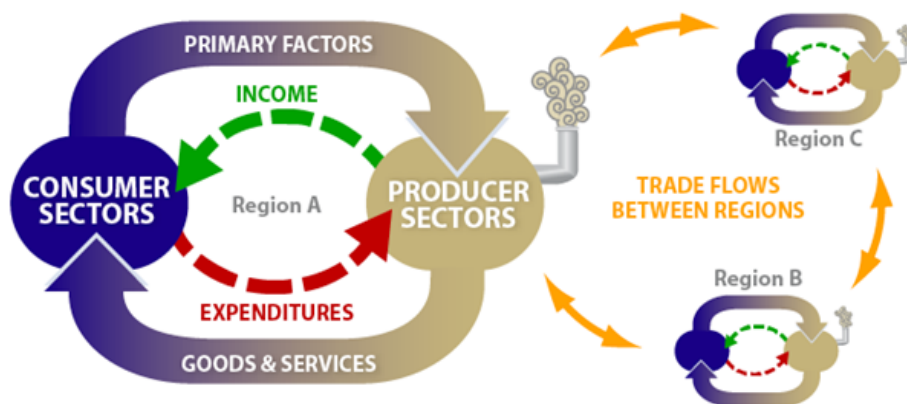 PRIMARY FACTORS
INCOME
CONSUMER
SECTORS
Region A
PRODUCER
SECTORS
EXPENDITURES
GOODS & SERVICES
Region C
TRADE FLOWS
BETWEEN REGIONS
Region B